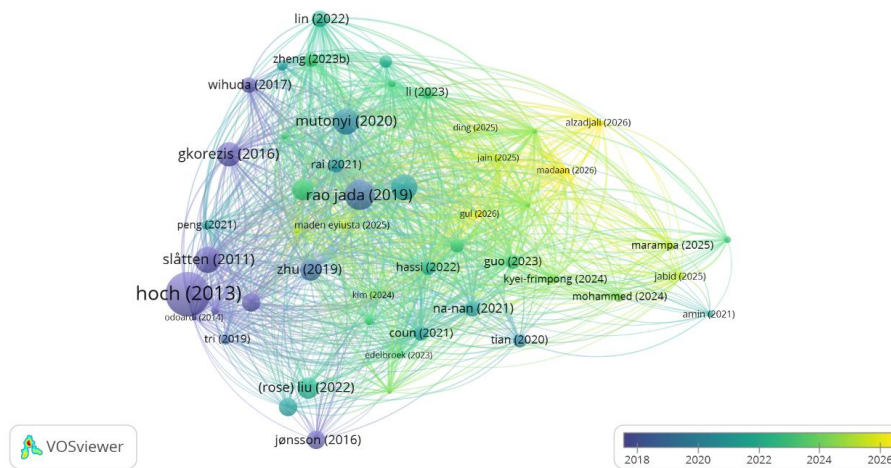 lin (2022)
zheng (2023b)
wihuda (2017)
li (2023)
mutonyi (2020)
ding (2025)
alzadjali (2026)
gkorezis (2016)
rai (2021)
jain (2025)
madaan (2026)
rao jada (2019)
peng (2021)
maden eyiusta (2025)
gul (2026)
slåtten (2011)
marampa (2025)
zhu (2019)
hassi (2022)
guo (2023)
kyei-frimpong (2024)
jabid (2025)
hoch (2013)
kim (2024)
mohammed (2024)
odoardi (2014)
na-nan (2021)
amin (2021)
tri (2019)
coun (2021)
tian (2020)
edelbroek (2023)
(rose) liu (2022)
jønsson (2016)
VOSviewer
2018 2020 2022 2024 2026